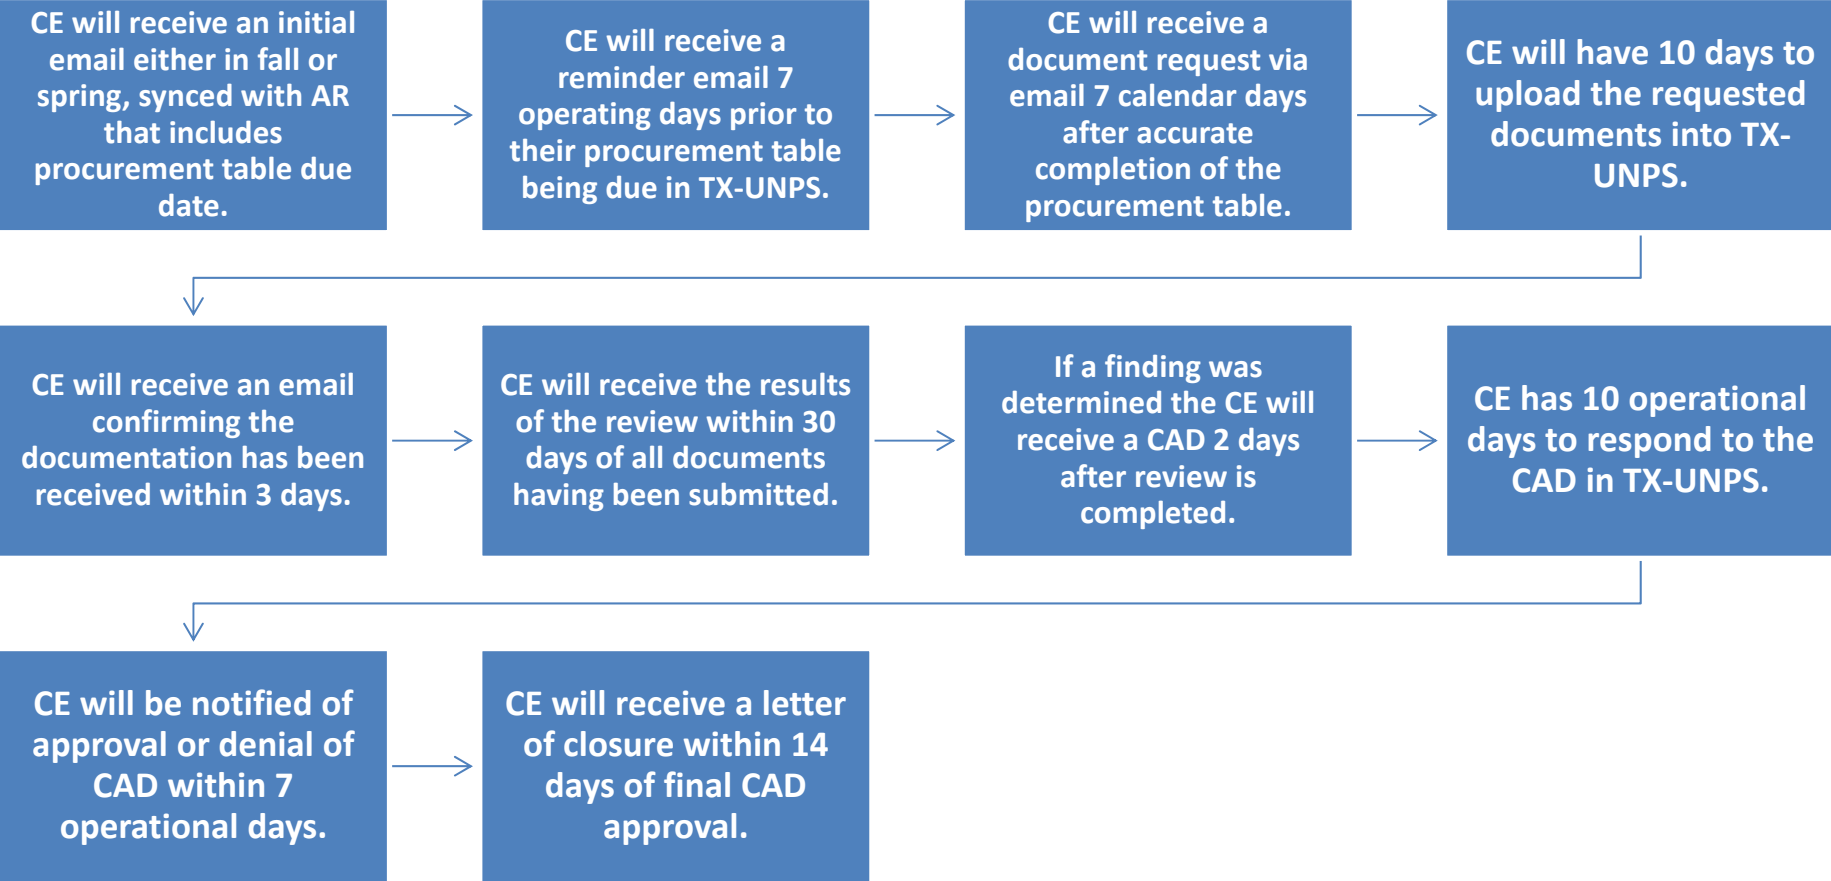 CE will receive an initial
email either in fall or
spring, synced with AR
that includes
procurement table due
date.
CE will receive a
reminder email 7
operating days prior to
their procurement table
being due in TX-UNPS.
CE will receive a
document request via
email 7 calendar days
after accurate
completion of the
procurement table.
CE will have 10 days to
upload the requested
documents into TX-
UNPS.
CE will receive an email
confirming the
documentation has been
received within 3 days.
CE will receive the results
of the review within 30
days of all documents
having been submitted.
If a finding was
determined the CE will
receive a CAD 2 days
after review is
completed.
CE has 10 operational
days to respond to the
CAD in TX-UNPS.
CE will be notified of
approval or denial of
CAD within 7
operational days.
CE will receive a letter
of closure within 14
days of final CAD
approval.